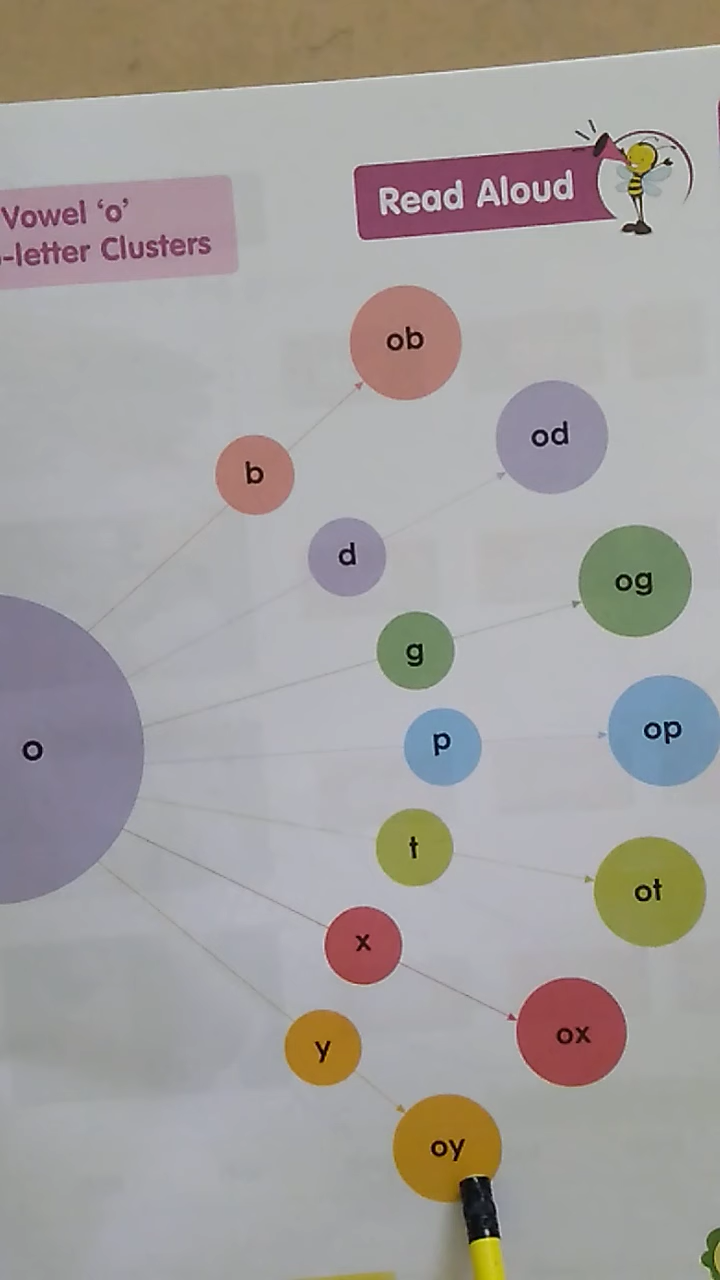 Vowel ‘o’
-letter Clusters
Read Aloud
ob
od
b
d
og
g
o
p
op
t
ot
x
ox
y
oy